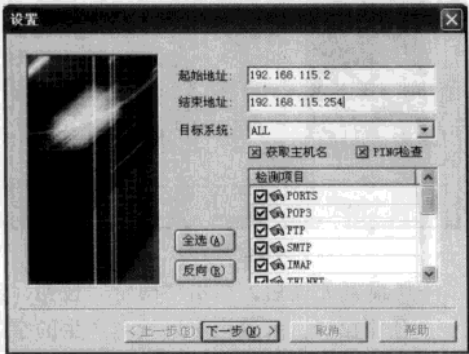 设置
起始地址: 192.168.115.2
结束地址: 192.168.115.254
目标系统: ALL
获取主机名 PING检查
检测项目
PORTS
POP3
FTP
SMTP
IMAP
TELNET
全选(A)
反向(R)
<上一步(B) 下一步(N)> 取消 帮助